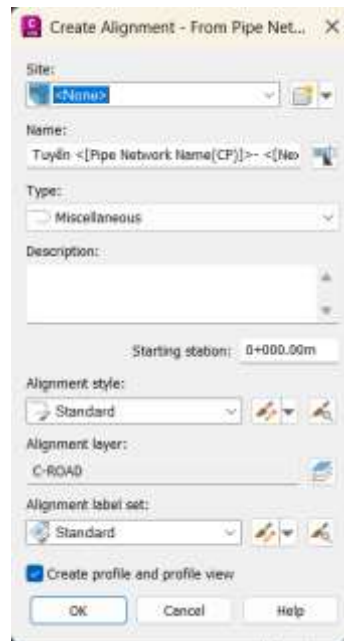 Create Alignment - From Pipe Net...
Site:
<None>
Name:
Tuyến <[Pipe Network Name(CP)]>- <[Nex
Type:
Miscellaneous
Description:
Starting station: 0+000.00m
Alignment style:
Standard
Alignment layer:
C-ROAD
Alignment label set:
Standard
Create profile and profile view
OK Cancel Help